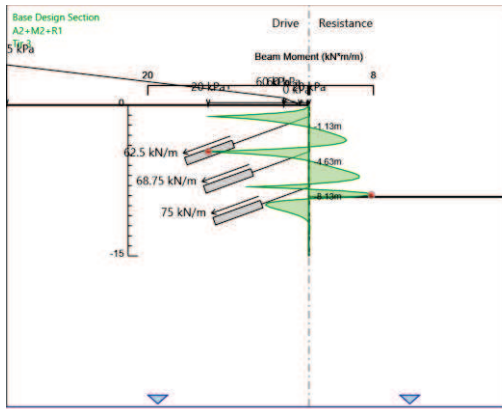 Base Design Section
A2+M2+R1
Drive
Resistance
5 kPa
Beam Moment (kN*m/m)
20
20 kPa
8
0
62.5 kN/m
-1.13m
68.75 kN/m
-4.63m
75 kN/m
-8.13m
-15